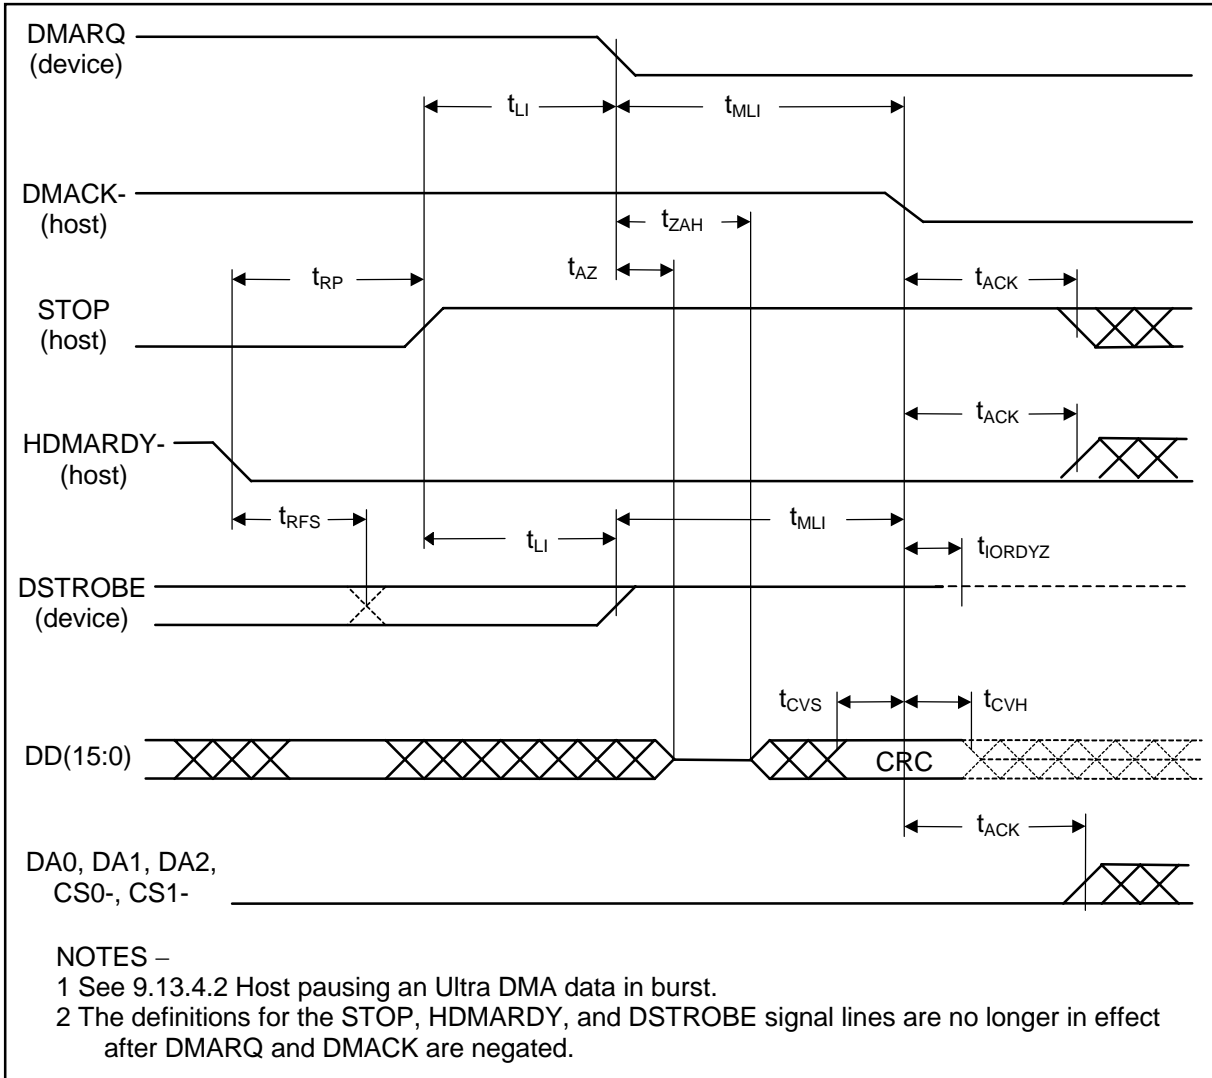 DMARQ
(device)
tLI
tMLI
DMACK-
(host)
tZAH
tAZ
tRP
tACK
STOP
(host)
tACK
HDMARDY-
(host)
tRFS
tLI
tMLI
tIORDYZ
DSTROBE
(device)
tCVS
tCVH
DD(15:0)
CRC
tACK
DA0, DA1, DA2,
CS0-, CS1-
NOTES –
1 See 9.13.4.2 Host pausing an Ultra DMA data in burst.
2 The definitions for the STOP, HDMARDY, and DSTROBE signal lines are no longer in effect
after DMARQ and DMACK are negated.